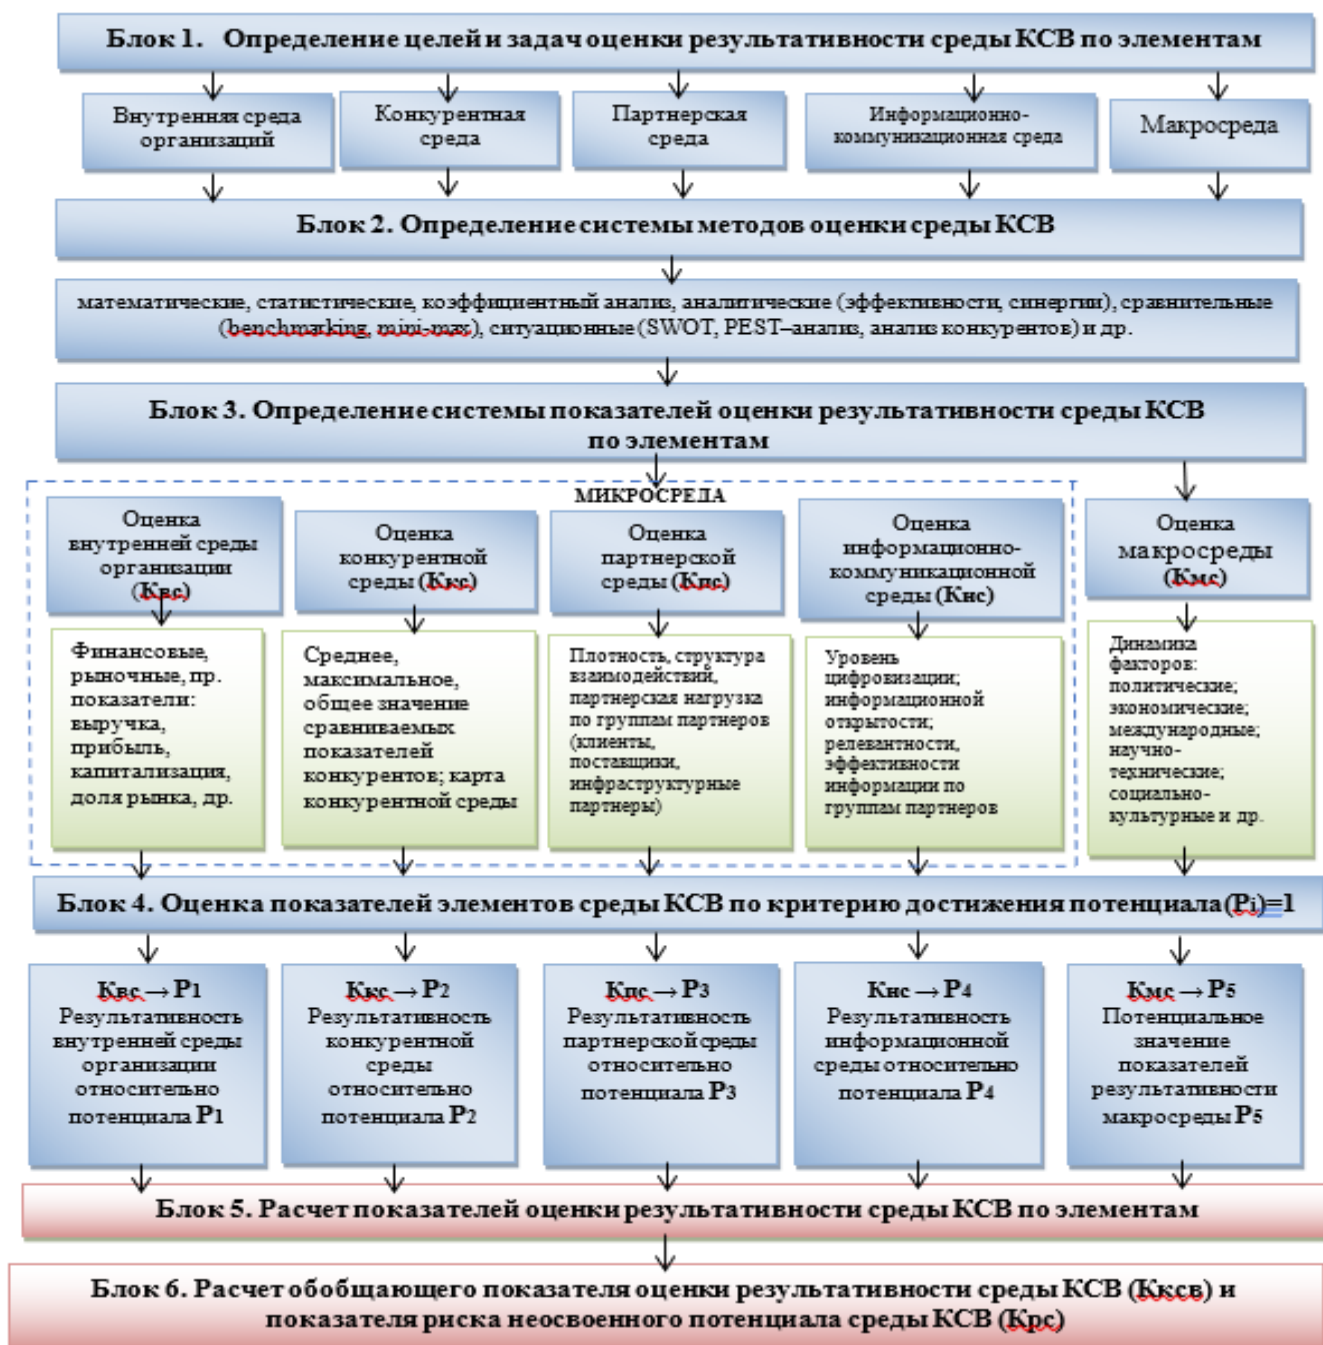 Блок 1. Определение целей и задач оценки результативности среды КСВ по элементам
Внутренняя среда
организаций
Конкурентная
среда
Партнерская
среда
Информационно-
коммуникационная среда
Макросреда
Блок 2. Определение системы методов оценки среды КСВ
математические, статистические, коэффициентный анализ, аналитические (эффективности, синергии), сравнительные
(benchmarking, mini-max), ситуационные (SWOT, PEST–анализ, анализ конкурентов) и др.
Блок 3. Определение системы показателей оценки результативности среды КСВ
по элементам
МИКРОСРЕДА
Оценка
внутренней среды
организации
(Квс)
Оценка
конкурентной
среды (Ккс)
Оценка
партнерской
среды (Кпс)
Оценка
информационно-
коммуникационной
среды (Кис)
Оценка
макросреды
(Кмс)
Финансовые,
рыночные, пр.
показатели:
выручка,
прибыль,
капитализация,
доля рынка, др.
Среднее,
максимальное,
общее значение
сравниваемых
показателей
конкурентов; карта
конкурентной среды
Плотность, структура
взаимодействий,
партнерская нагрузка
по группам партнеров
(клиенты,
поставщики,
инфраструктурные
партнеры)
Уровень
цифровизации;
информационной
открытости;
релевантности,
эффективности
информации по
группам партнеров
Динамика
факторов:
политические;
экономические;
международные;
научно-
технические;
социально-
культурные и др.
Блок 4. Оценка показателей элементов среды КСВ по критерию достижения потенциала (Pi)=1
Квс → P1
Результативность
внутренней среды
организации
относительно
потенциала P1
Ккс → P2
Результативность
конкурентной
среды
относительно
потенциала P2
Кпс → P3
Результативность
партнерской среды
относительно
потенциала P3
Кис → P4
Результативность
информационной
среды относительно
потенциала P4
Кмс → P5
Потенциальное
значение
показателей
результативности
макросреды P5
Блок 5. Расчет показателей оценки результативности среды КСВ по элементам
Блок 6. Расчет обобщающего показателя оценки результативности среды КСВ (Кксв) и
показателя риска неосвоенного потенциала среды КСВ (Крс)